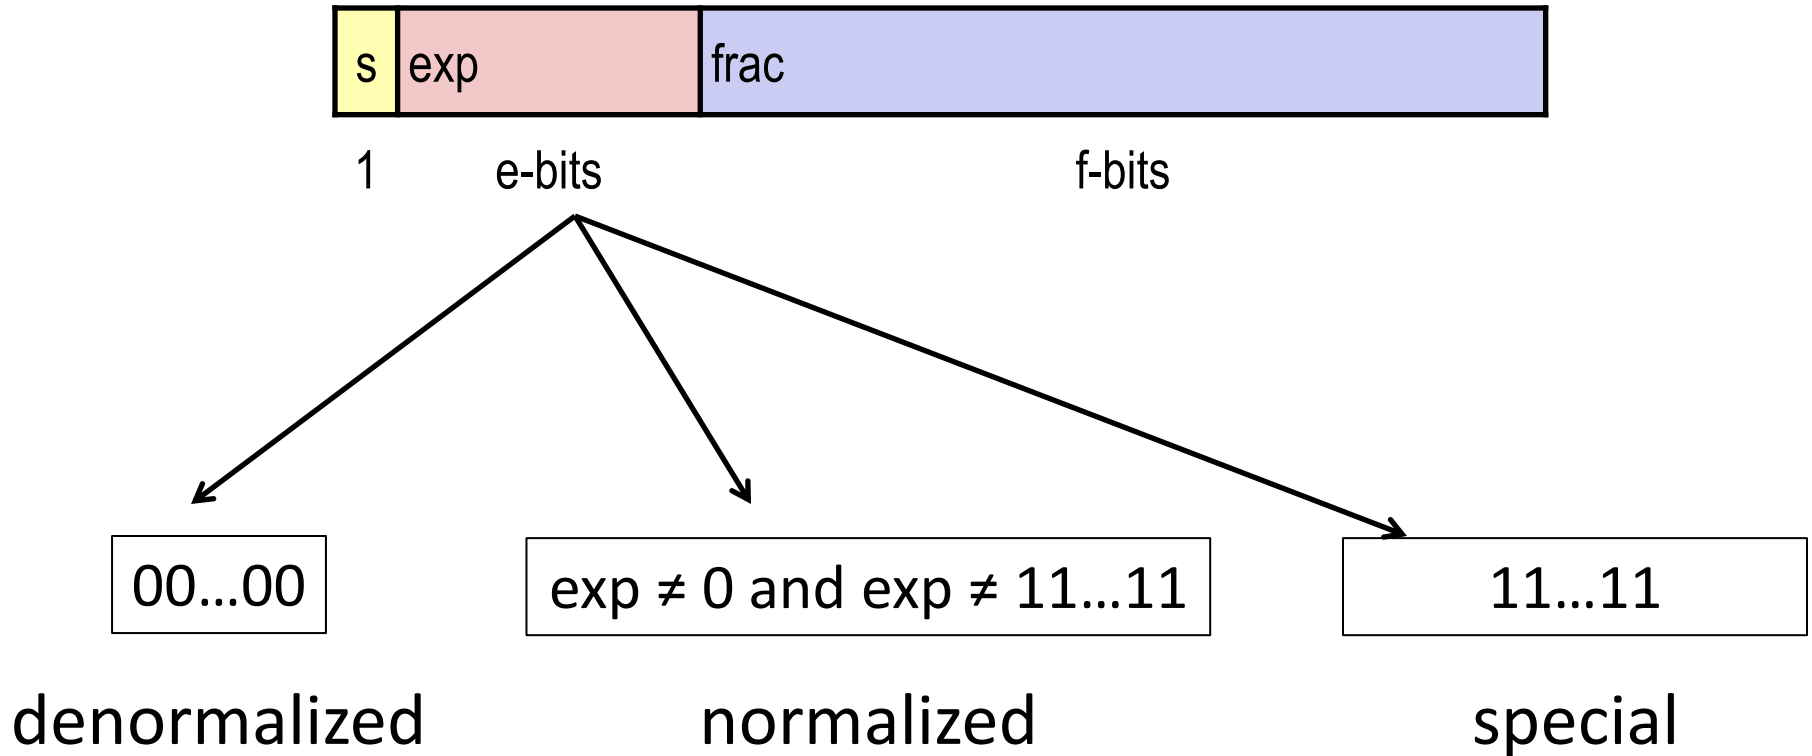 s exp frac
1 e-bits f-bits
00...00 exp ≠ 0 and exp ≠ 11...11 11...11
denormalized normalized special